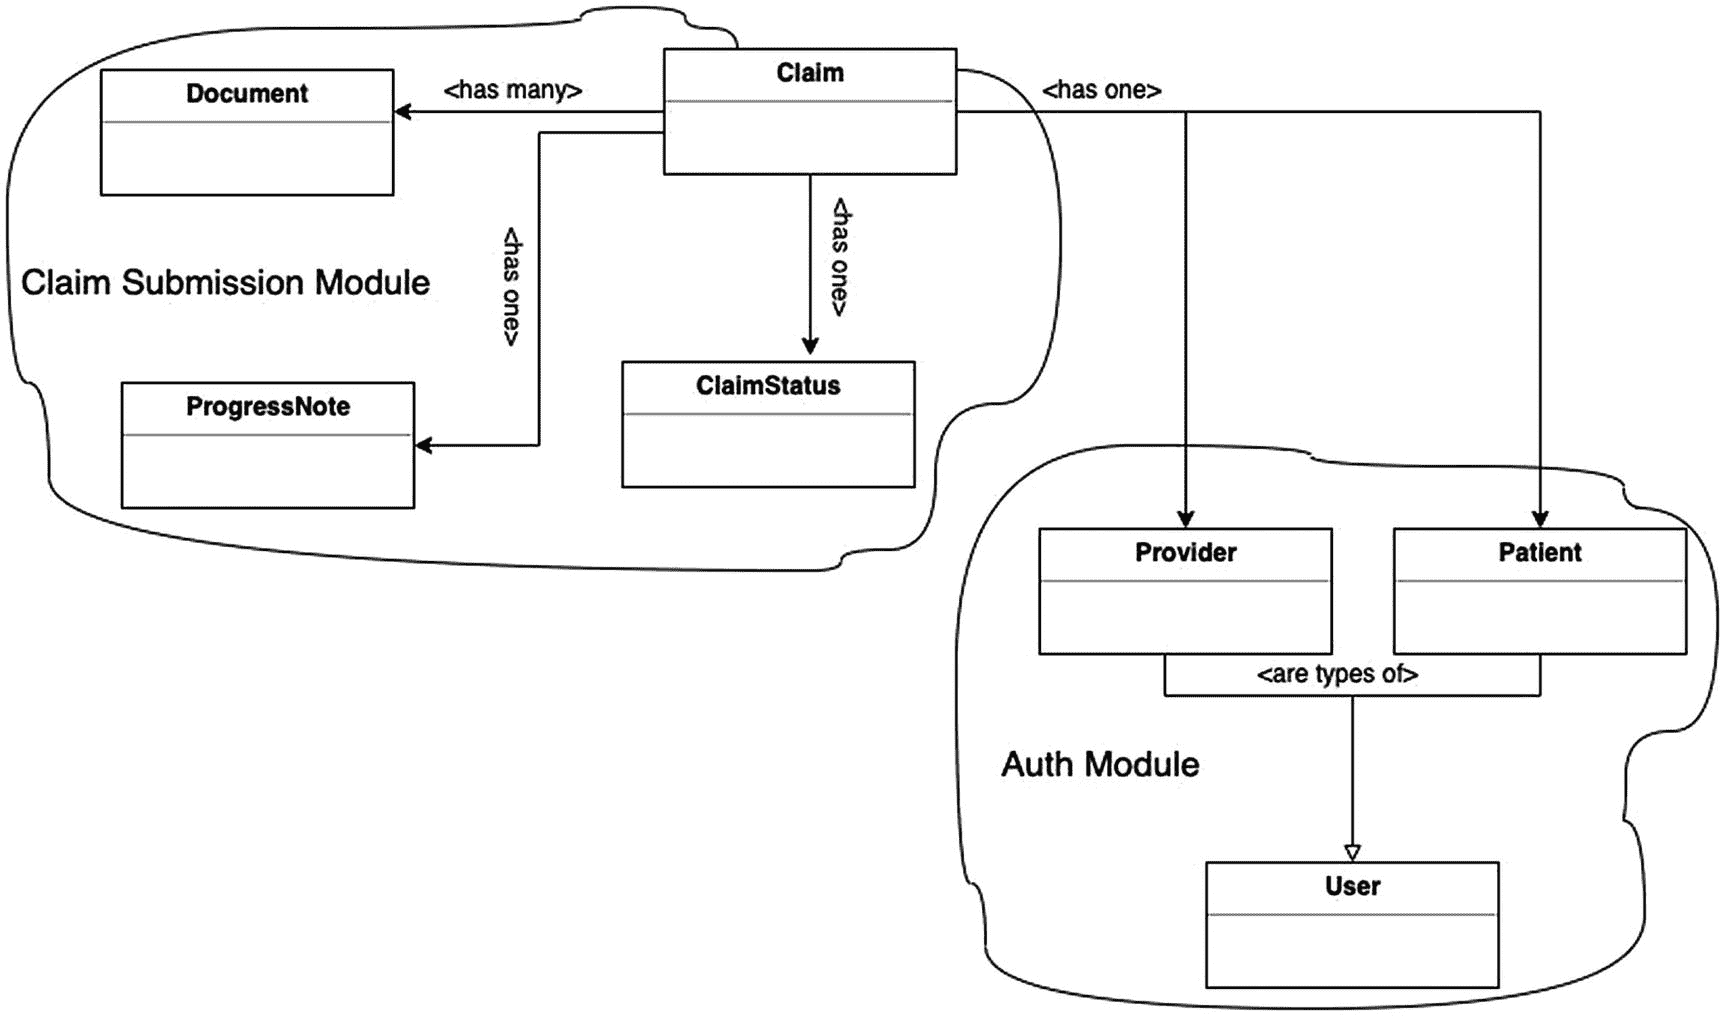 Claim
Document
<has many>
<has one>
<has one>
<has one>
Claim Submission Module
ClaimStatus
ProgressNote
Provider
Patient
<are types of>
Auth Module
User